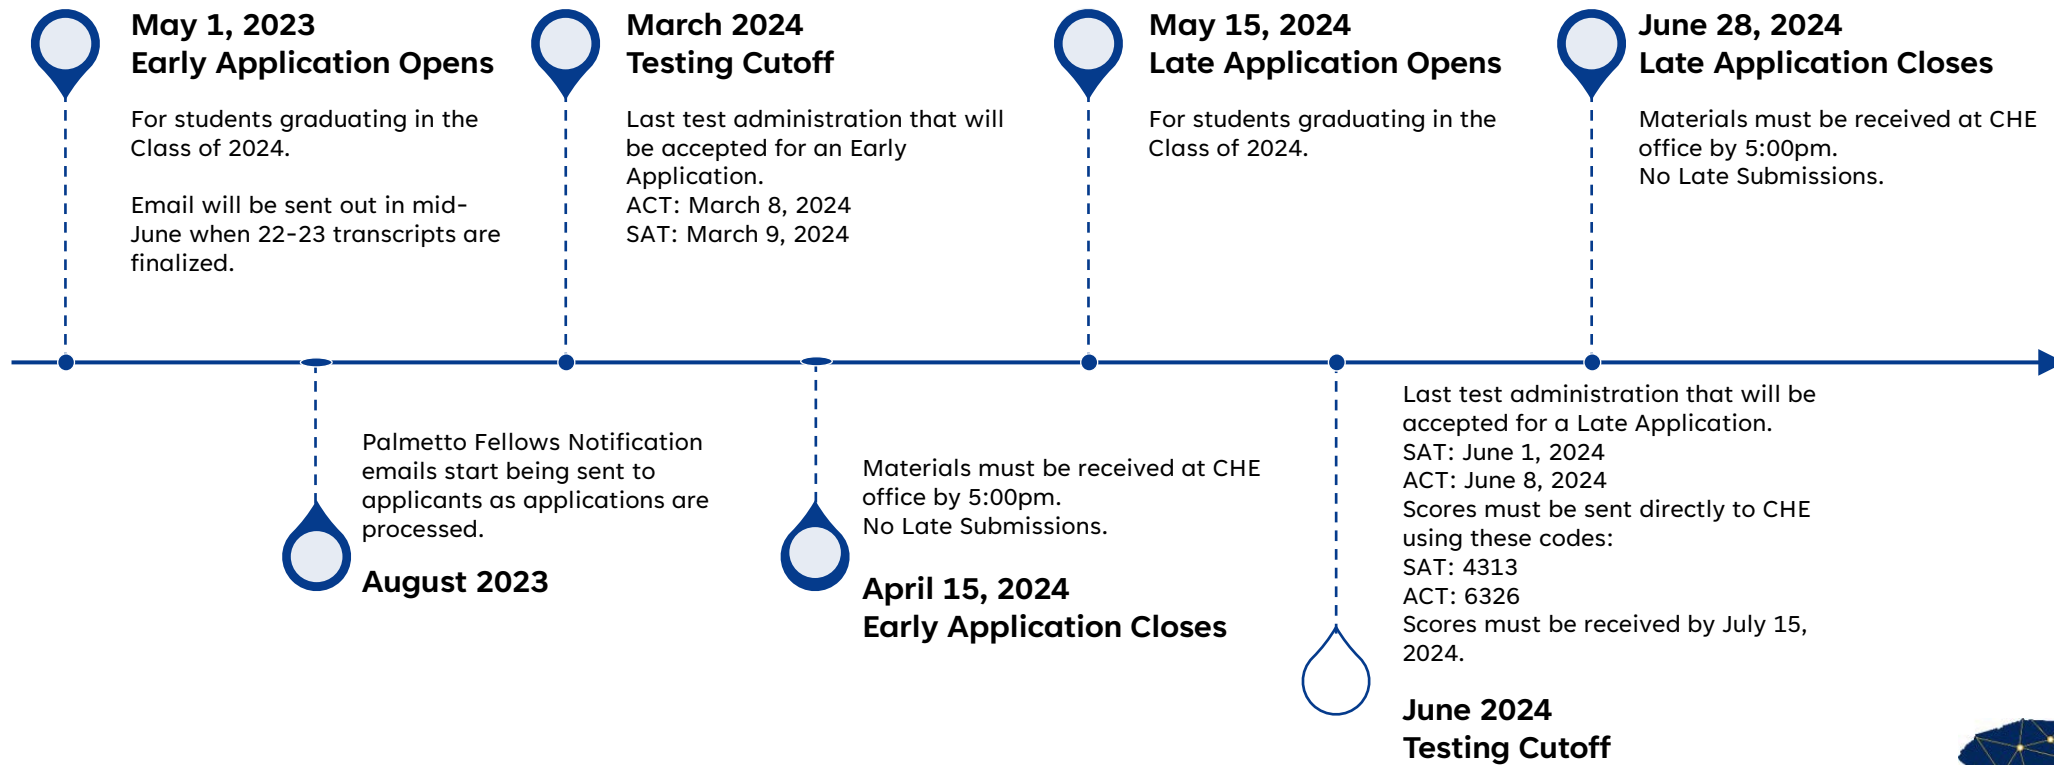 May 1, 2023
Early Application Opens
For students graduating in the
Class of 2024.
Email will be sent out in mid-
June when 22-23 transcripts are
finalized.
Palmetto Fellows Notification
emails start being sent to
applicants as applications are
processed.
August 2023
March 2024
Testing Cutoff
Last test administration that will
be accepted for an Early
Application.
ACT: March 8, 2024
SAT: March 9, 2024
Materials must be received at CHE
office by 5:00pm.
No Late Submissions.
April 15, 2024
Early Application Closes
May 15, 2024
Late Application Opens
For students graduating in the
Class of 2024.
Last test administration that will be
accepted for a Late Application.
SAT: June 1, 2024
ACT: June 8, 2024
Scores must be sent directly to CHE
using these codes:
SAT: 4313
ACT: 6326
Scores must be received by July 15,
2024.
June 2024
Testing Cutoff
June 28, 2024
Late Application Closes
Materials must be received at CHE
office by 5:00pm.
No Late Submissions.